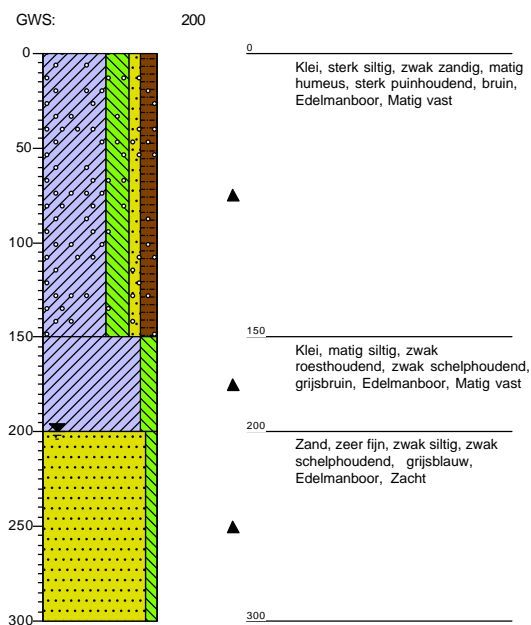 GWS: 200
0
0
Klei, sterk siltig, zwak zandig, matig
humeus, sterk puinhoudend, bruin,
Edelmanboor, Matig vast
50
100
150
150
Klei, matig siltig, zwak
roesthoudend, zwak schelphoudend,
grijsbruin, Edelmanboor, Matig vast
200
200
Zand, zeer fijn, zwak siltig, zwak
schelphoudend, grijsblauw,
Edelmanboor, Zacht
250
300
300